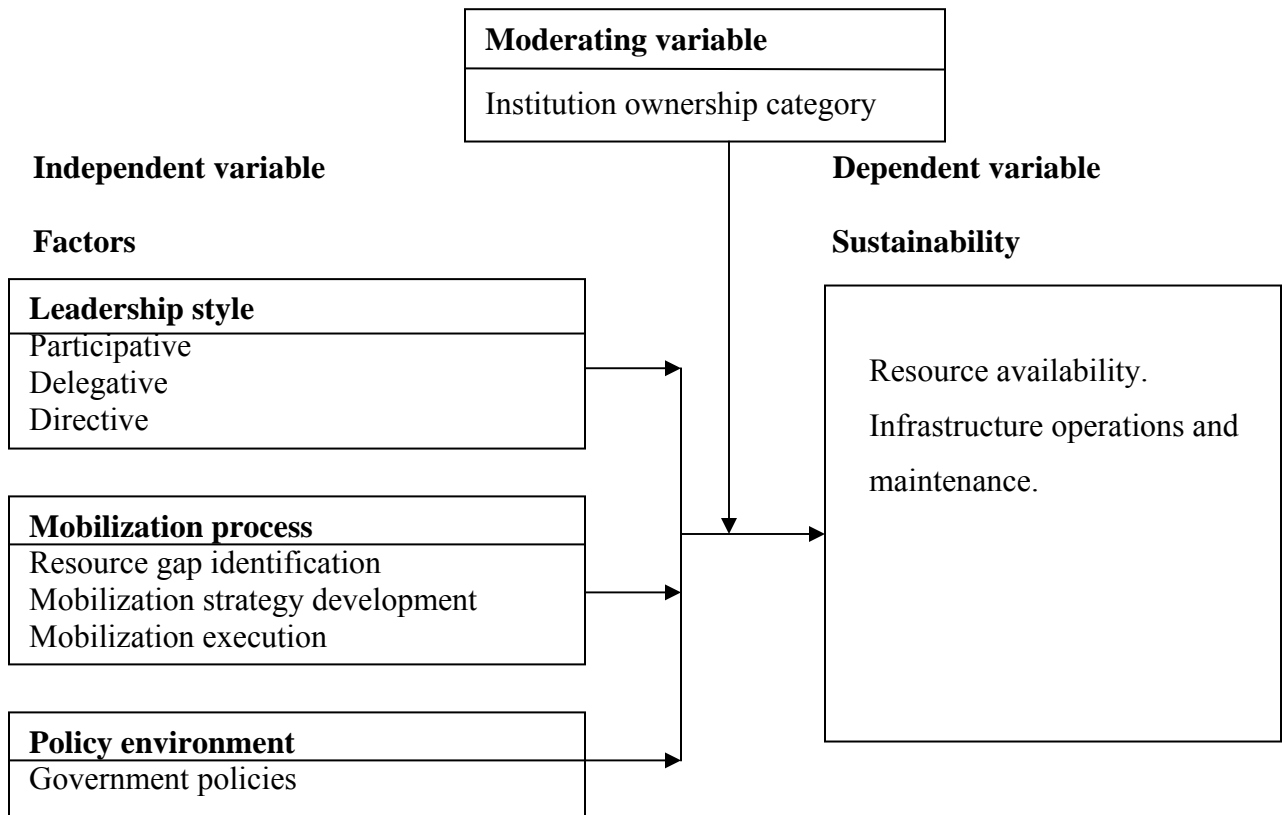 Moderating variable
Institution ownership category
Independent variable
Dependent variable
Factors
Sustainability
Leadership style
Participative
Delegative
Directive
Resource availability.
Infrastructure operations and
maintenance.
Mobilization process
Resource gap identification
Mobilization strategy development
Mobilization execution
Policy environment
Government policies